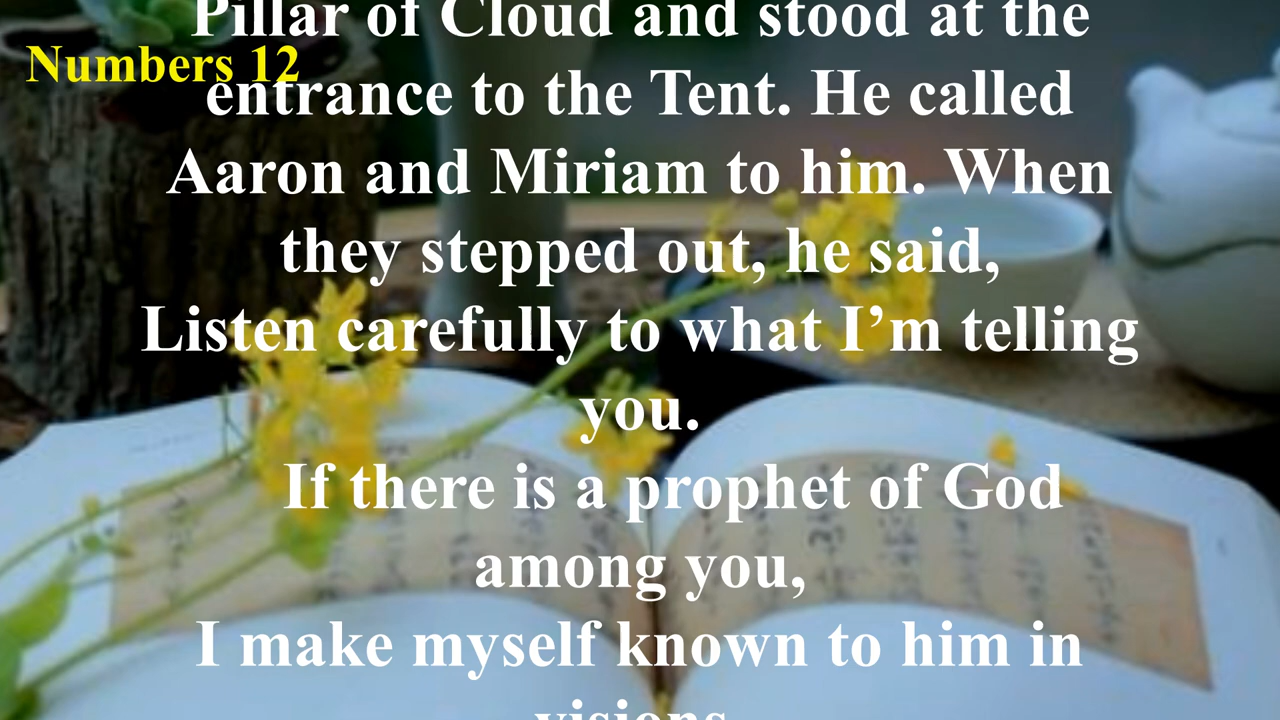 Pillar of Cloud and stood at the
Numbers 12
entrance to the Tent. He called
Aaron and Miriam to him. When
they stepped out, he said,
Listen carefully to what I’m telling
you.
If there is a prophet of God
among you,
I make myself known to him in
visions